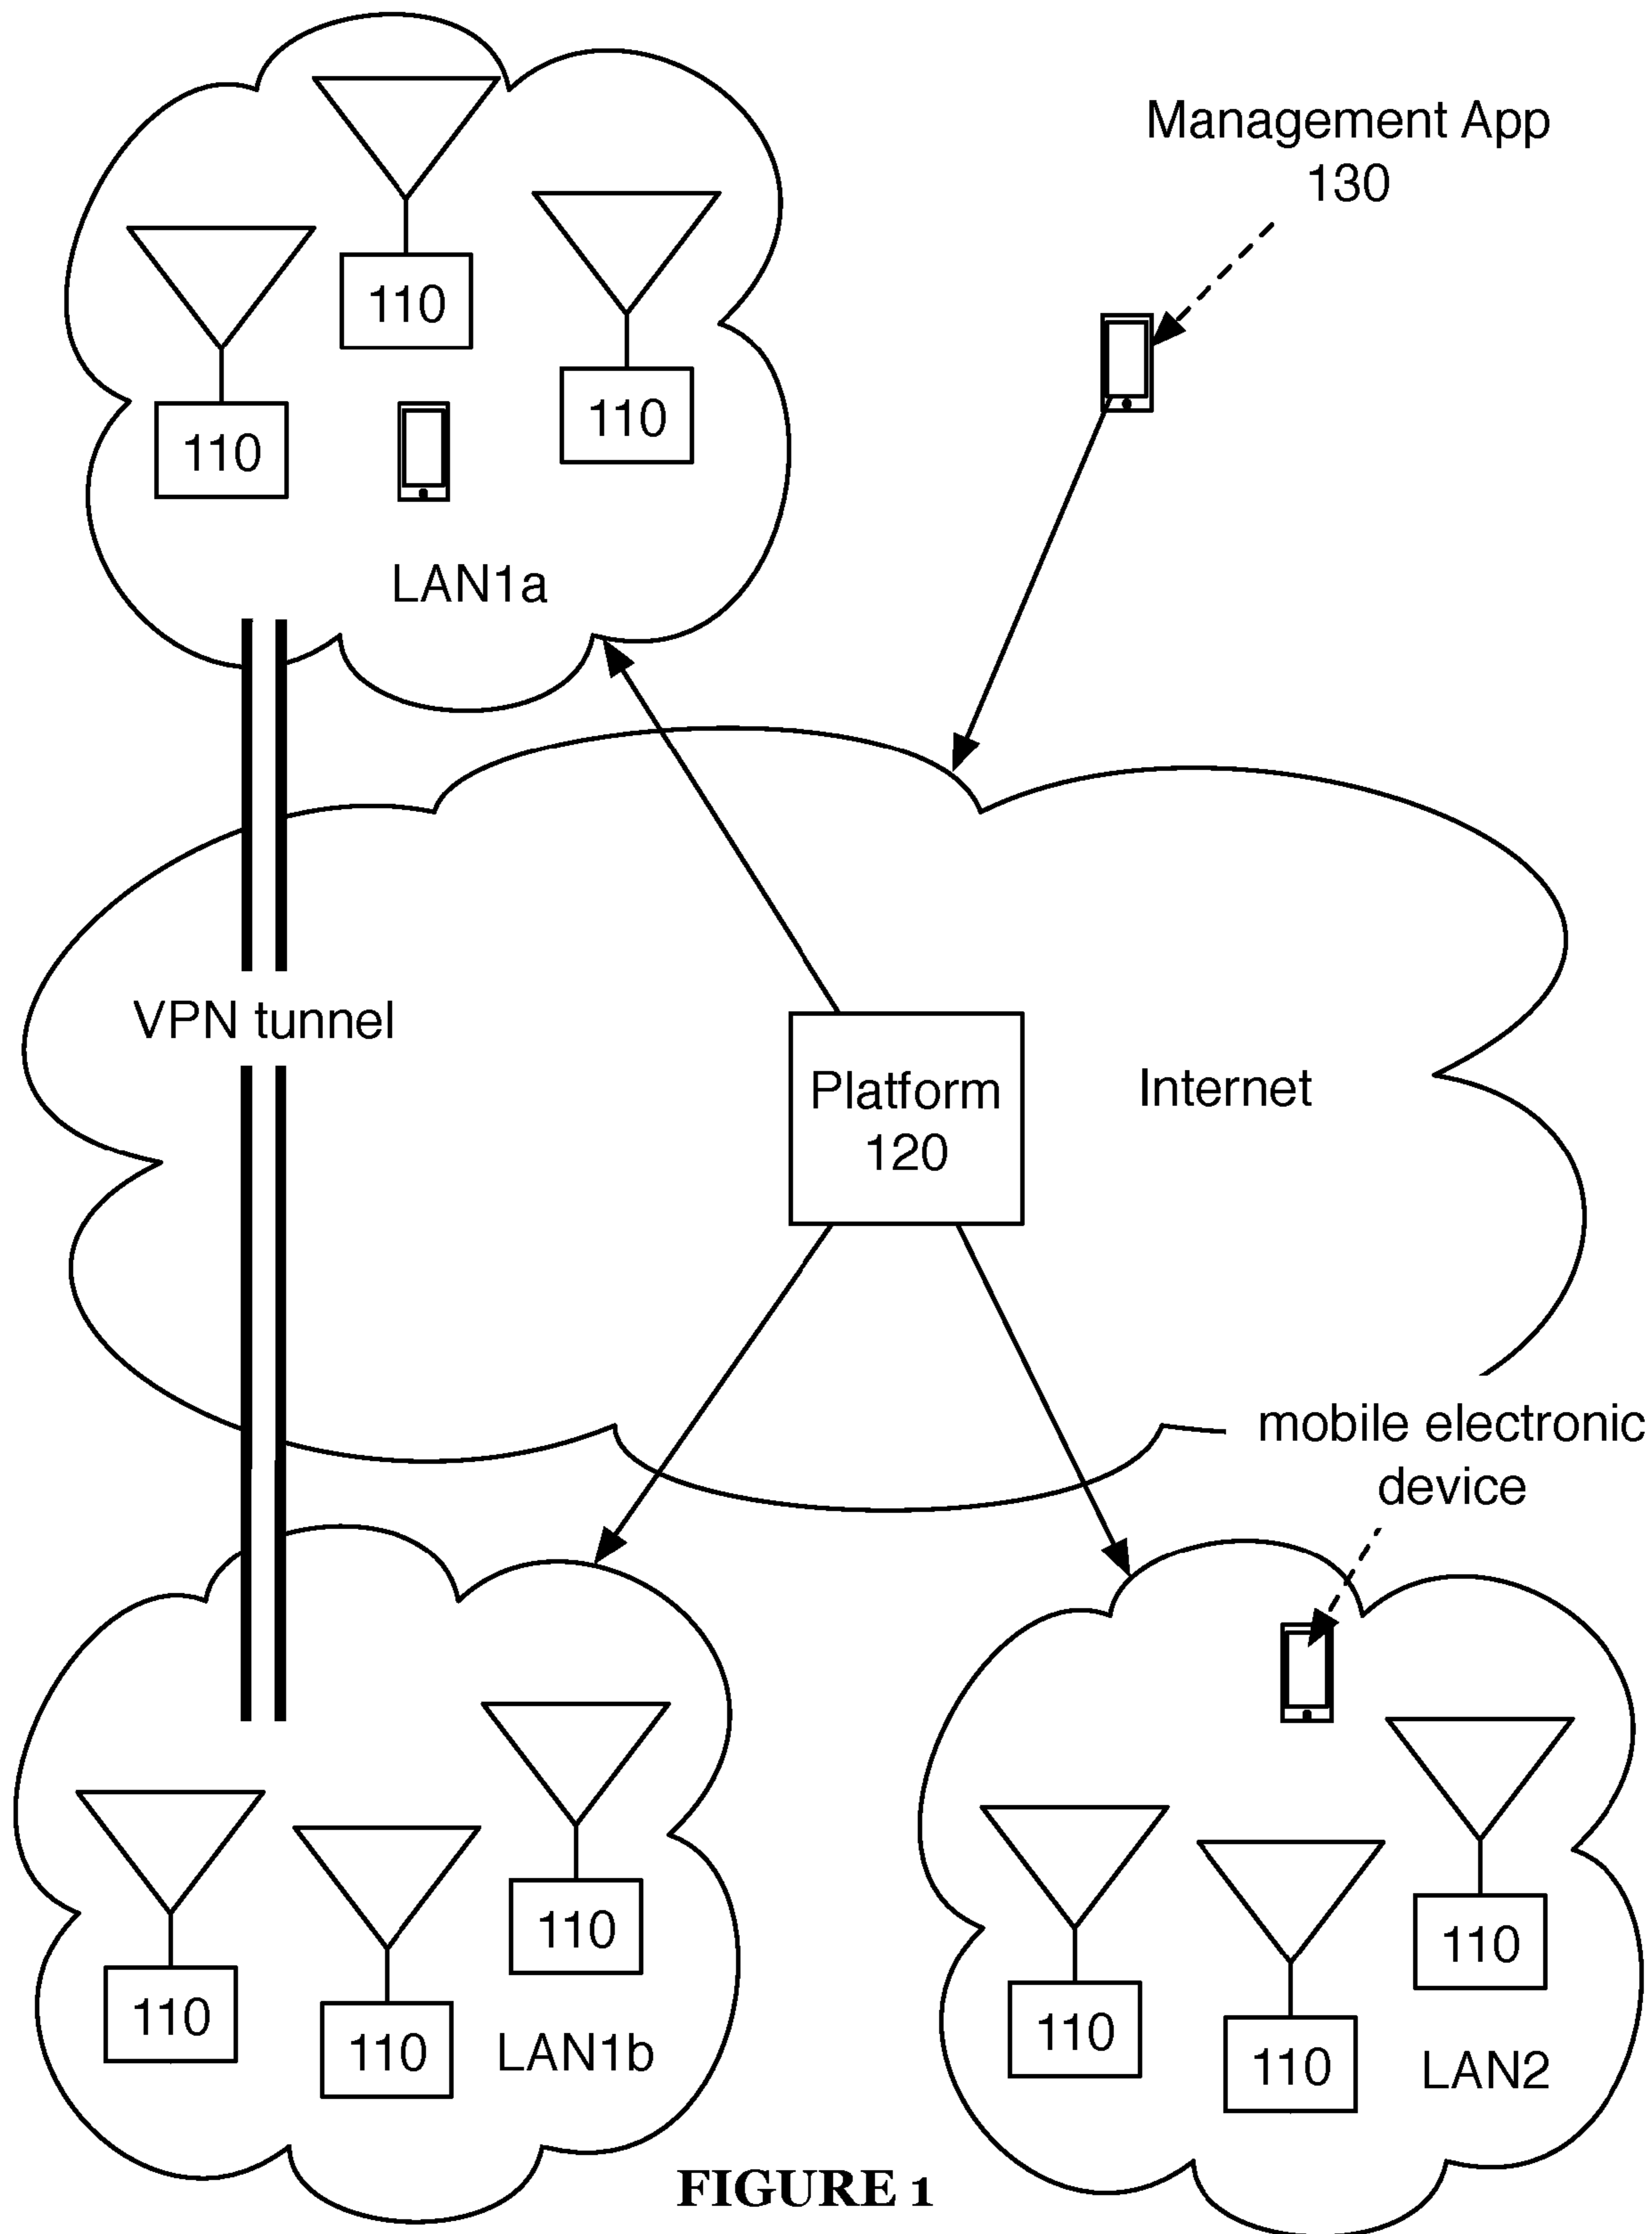 Management App
130
110
110
110
LAN1a
VPN tunnel
Platform
120
Internet
mobile electronic
device
110
110
110
LAN1b
110
110
110
LAN2
FIGURE 1